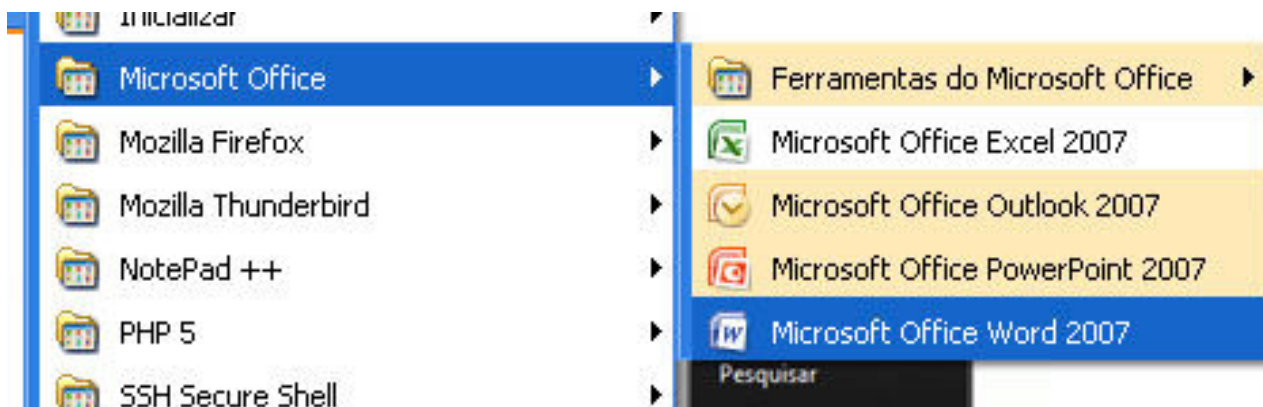 Inicializar
Microsoft Office
Mozilla Firefox
Mozilla Thunderbird
NotePad ++
PHP 5
SSH Secure Shell
Ferramentas do Microsoft Office
Microsoft Office Excel 2007
Microsoft Office Outlook 2007
Microsoft Office PowerPoint 2007
Microsoft Office Word 2007
Pesquisar